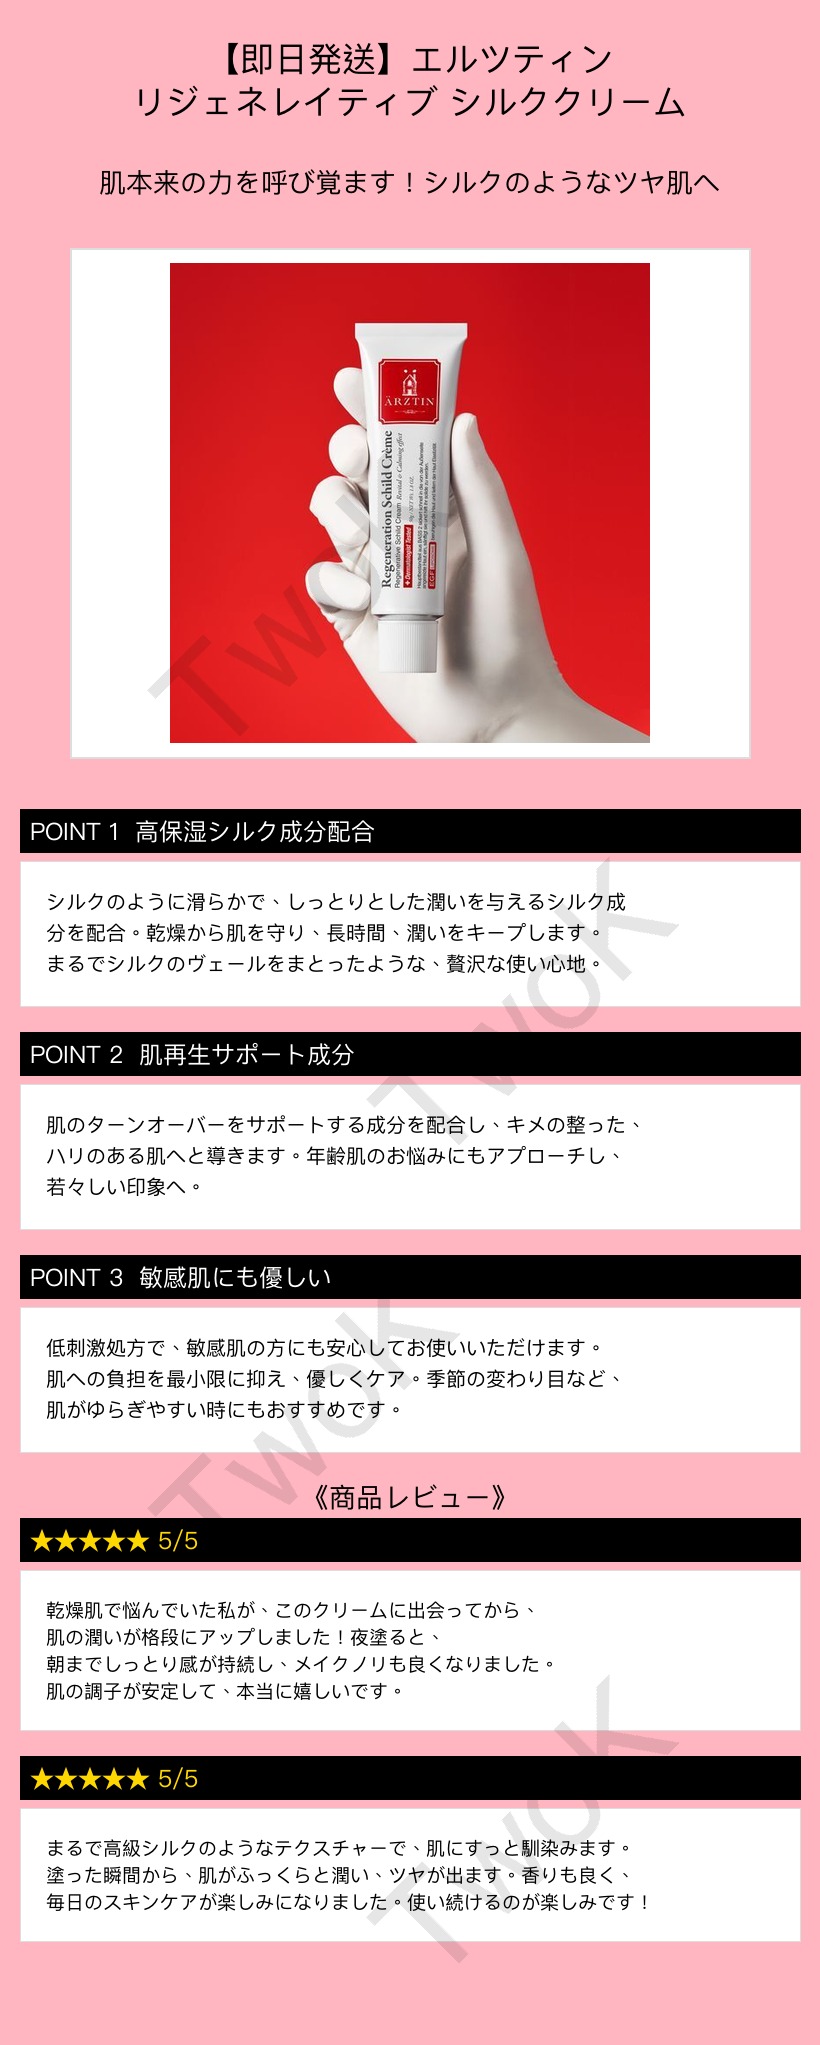 【即日発送】エルツティン
リジェネレイティブ シルククリーム
肌本来の力を呼び覚ます！シルクのようなツヤ肌へ
ÄRZTIN
Regeneration Schild Crème
Revital & Calming effect
Regenerative Schild Cream
+ Dermatologist Tested
EGF
POINT 1 高保湿シルク成分配合
シルクのように滑らかで、しっとりとした潤いを与えるシルク成
分を配合。乾燥から肌を守り、長時間、潤いをキープします。
まるでシルクのヴェールをまとったような、贅沢な使い心地。
POINT 2 肌再生サポート成分
肌のターンオーバーをサポートする成分を配合し、キメの整った、
ハリのある肌へと導きます。年齢肌のお悩みにもアプローチし、
若々しい印象へ。
POINT 3 敏感肌にも優しい
低刺激処方で、敏感肌の方にも安心してお使いいただけます。
肌への負担を最小限に抑え、優しくケア。季節の変わり目など、
肌がゆらぎやすい時にもおすすめです。
《商品レビュー》
★★★★★ 5/5
乾燥肌で悩んでいた私が、このクリームに出会ってから、
肌の潤いが格段にアップしました！夜塗ると、
朝までしっとり感が持続し、メイクノリも良くなりました。
肌の調子が安定して、本当に嬉しいです。
★★★★★ 5/5
まるで高級シルクのようなテクスチャーで、肌にすっと馴染みます。
塗った瞬間から、肌がふっくらと潤い、ツヤが出ます。香りも良く、
毎日のスキンケアが楽しみになりました。使い続けるのが楽しみです！
TwoK
TwoK
TwoK
TwoK